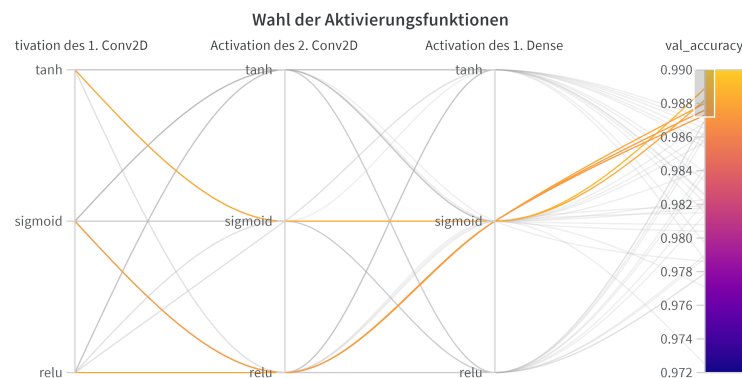 Wahl der Aktivierungsfunktionen
tivation des 1. Conv2D Activation des 2. Conv2D Activation des 1. Dense val_accuracy
tanh tanh tanh 0.990
0.988
0.986
0.984
sigmoid sigmoid sigmoid 0.982
0.980
0.978
0.976
0.974
relu relu relu 0.972